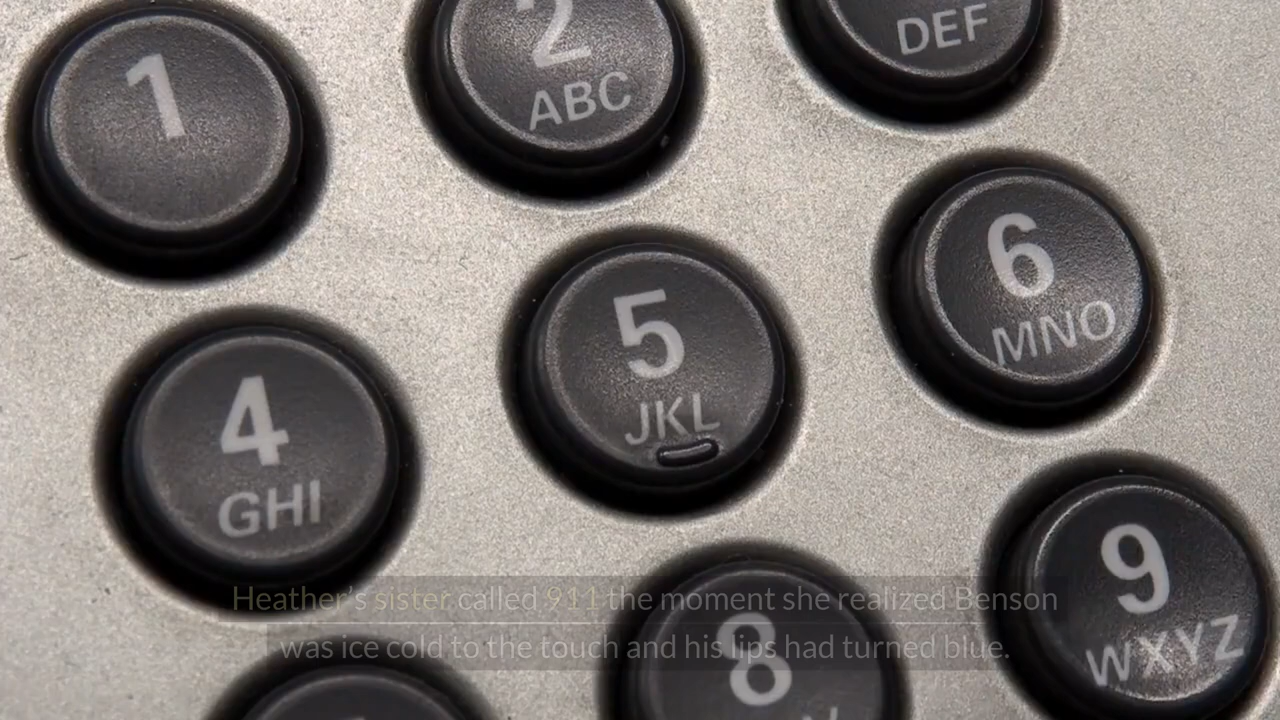 1
2
ABC
DEF
4
GHI
5
JKL
6
MNO
8
9
WXYZ
Heather's sister called 911 the moment she realized Benson
was ice cold to the touch and his lips had turned blue.